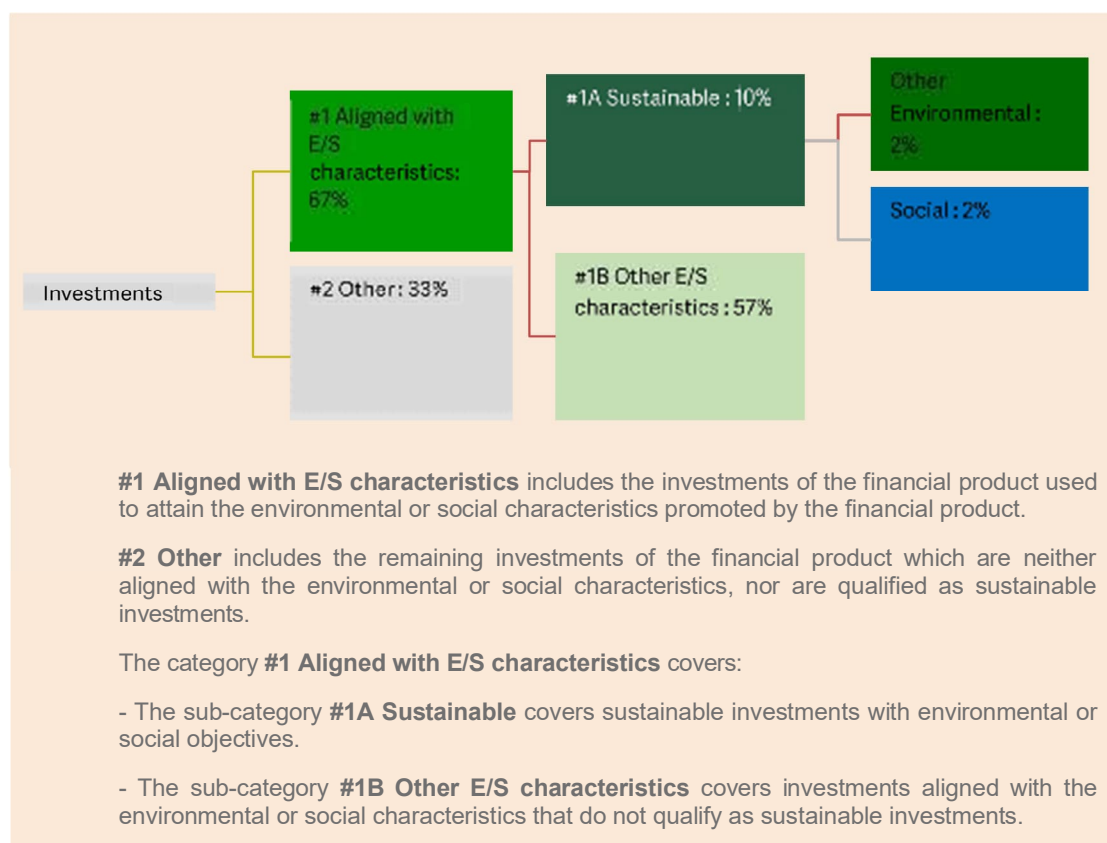 #1 Aligned with
E/S
characteristics:
67%
#1A Sustainable : 10%
Other
Environmental :
2%
Social : 2%
Investments
#2 Other : 33%
#1B Other E/S
characteristics : 57%
#1 Aligned with E/S characteristics includes the investments of the financial product used
to attain the environmental or social characteristics promoted by the financial product.
#2 Other includes the remaining investments of the financial product which are neither
aligned with the environmental or social characteristics, nor are qualified as sustainable
investments.
The category #1 Aligned with E/S characteristics covers:
- The sub-category #1A Sustainable covers sustainable investments with environmental or
social objectives.
- The sub-category #1B Other E/S characteristics covers investments aligned with the
environmental or social characteristics that do not qualify as sustainable investments.